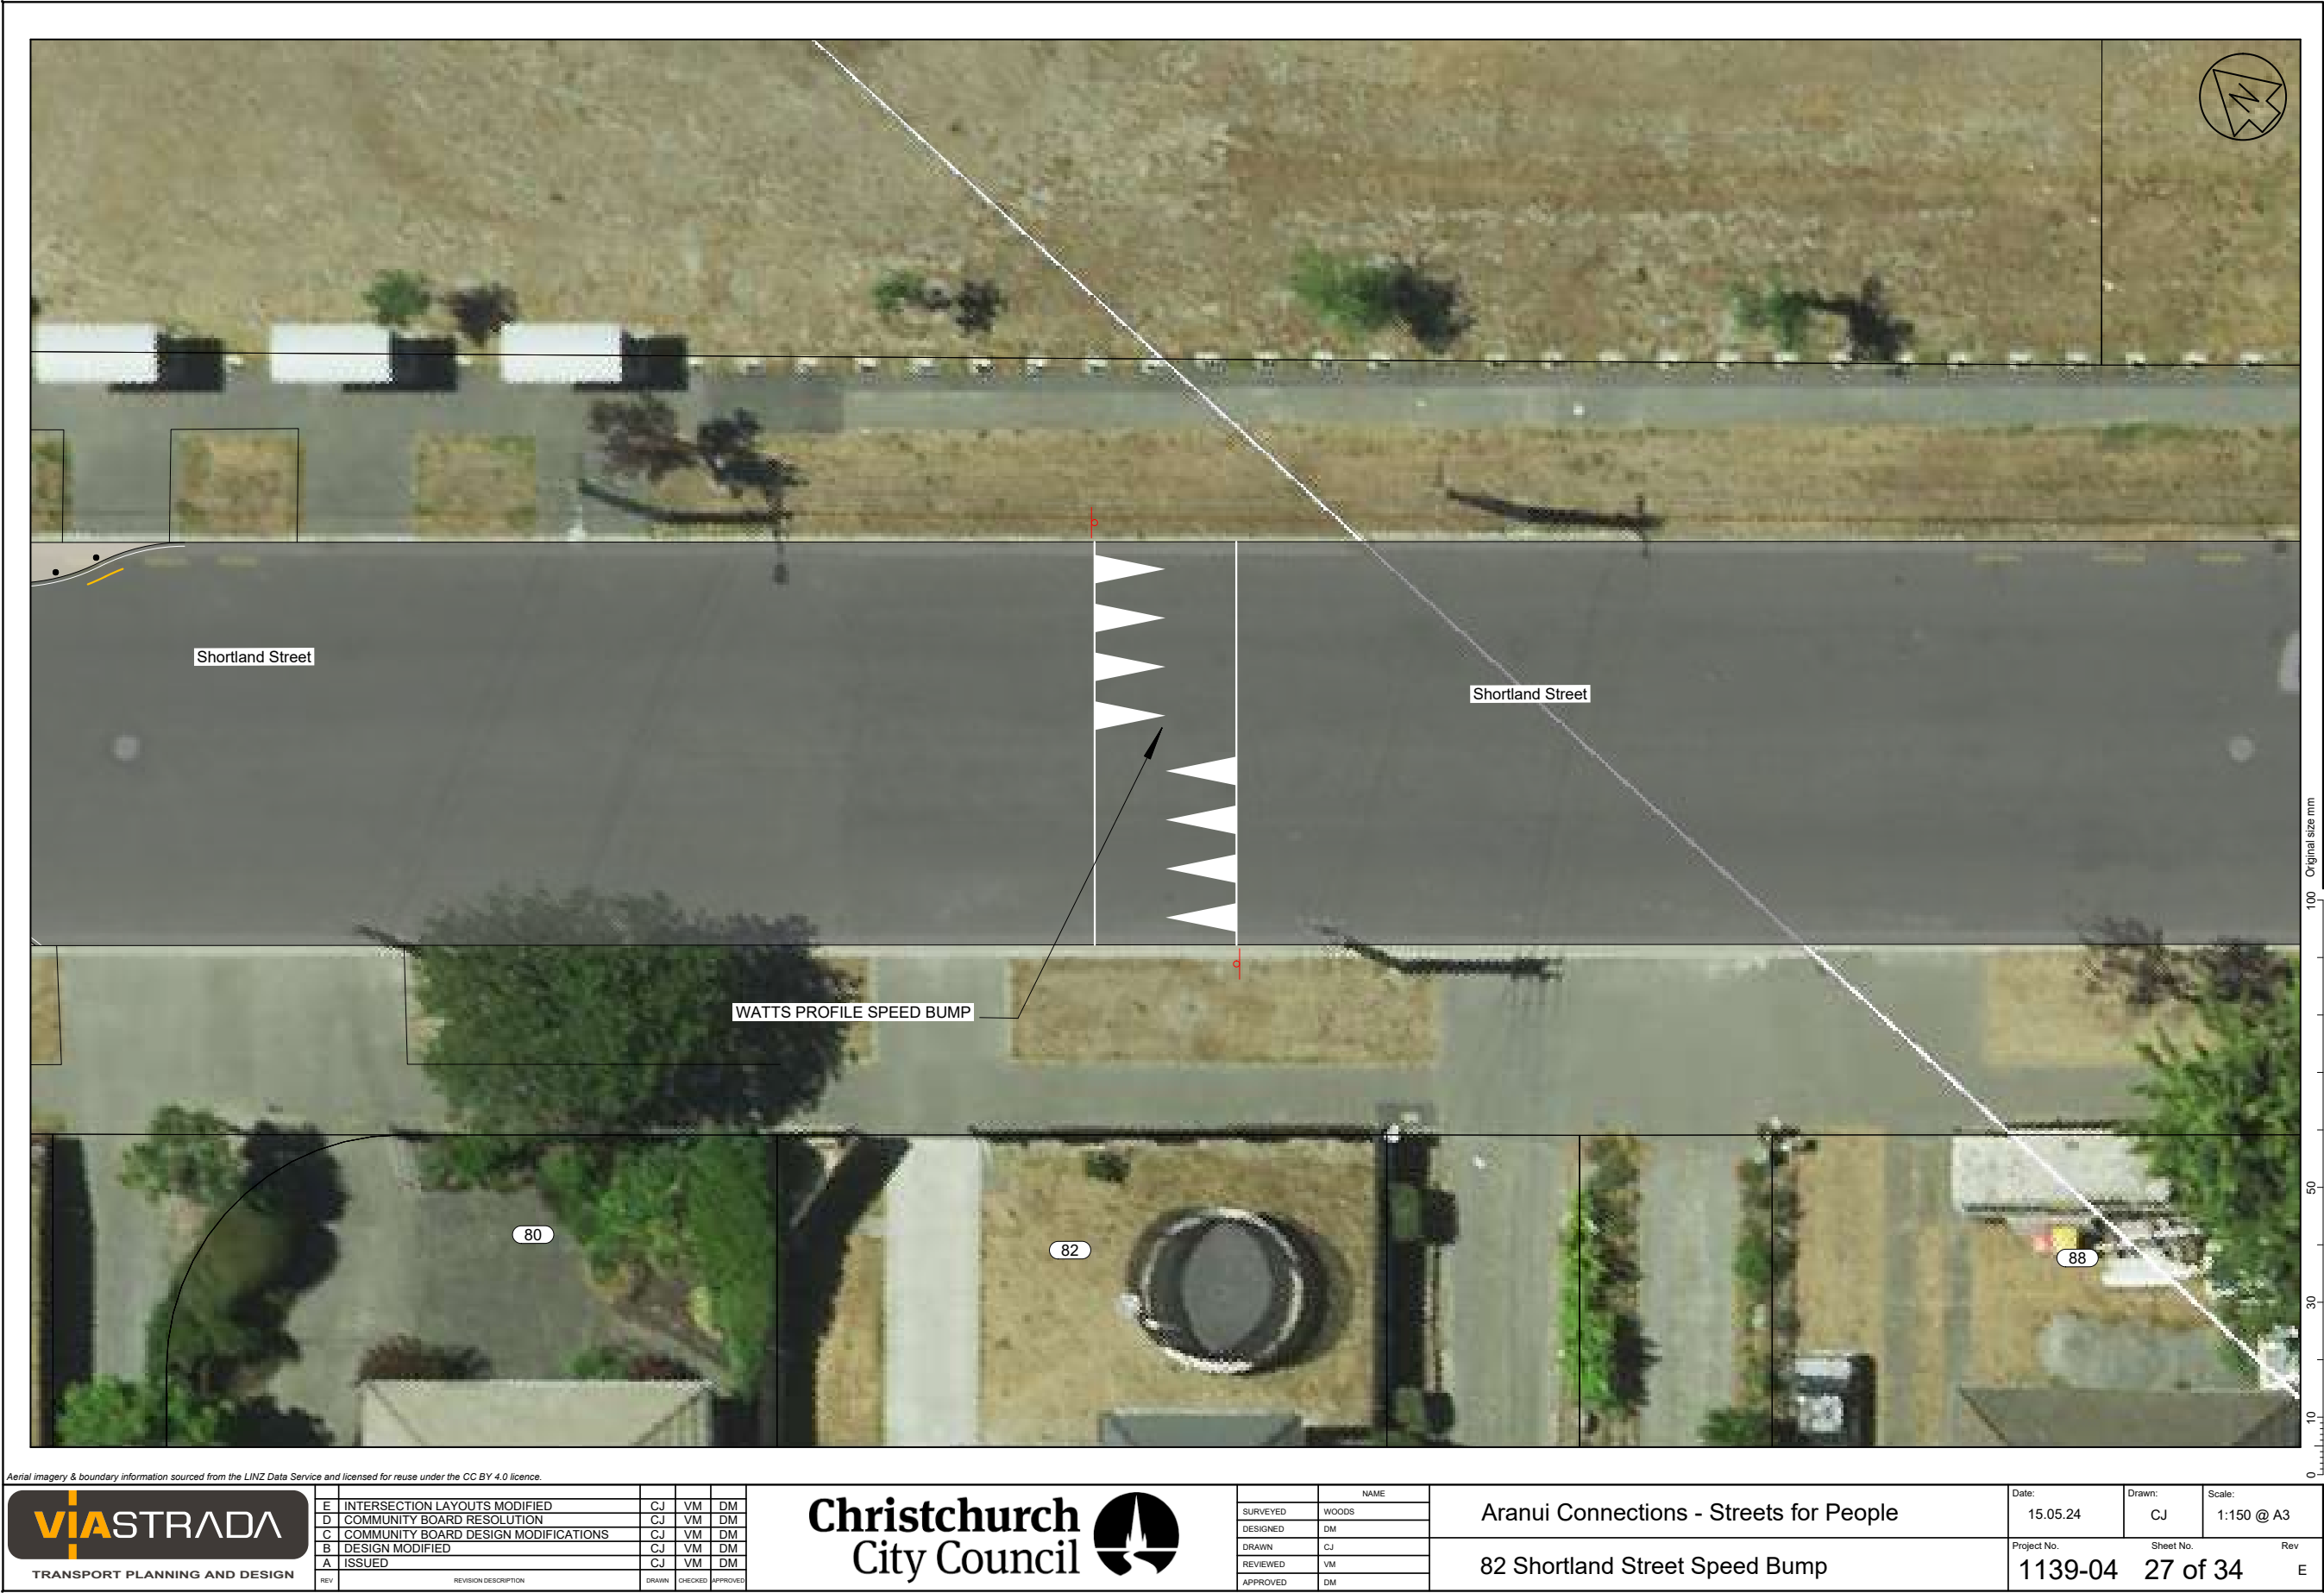 N
Shortland Street
Shortland Street
WATTS PROFILE SPEED BUMP
80
82
88
Original size mm
100
50
30
10
0
Aerial imagery & boundary information sourced from the LINZ Data Service and licensed for reuse under the CC BY 4.0 licence.
VIASTRADA
TRANSPORT PLANNING AND DESIGN
E INTERSECTION LAYOUTS MODIFIED CJ VM DM
D COMMUNITY BOARD RESOLUTION CJ VM DM
C COMMUNITY BOARD DESIGN MODIFICATIONS CJ VM DM
B DESIGN MODIFIED CJ VM DM
A ISSUED CJ VM DM
REV REVISION DESCRIPTION DRAWN CHECKED APPROVED
Christchurch
City Council
NAME
SURVEYED WOODS
DESIGNED DM
DRAWN CJ
REVIEWED VM
APPROVED DM
Aranui Connections - Streets for People
82 Shortland Street Speed Bump
Date: Drawn: Scale:
15.05.24 CJ 1:150 @ A3
Project No. Sheet No. Rev
1139-04 27 of 34 E